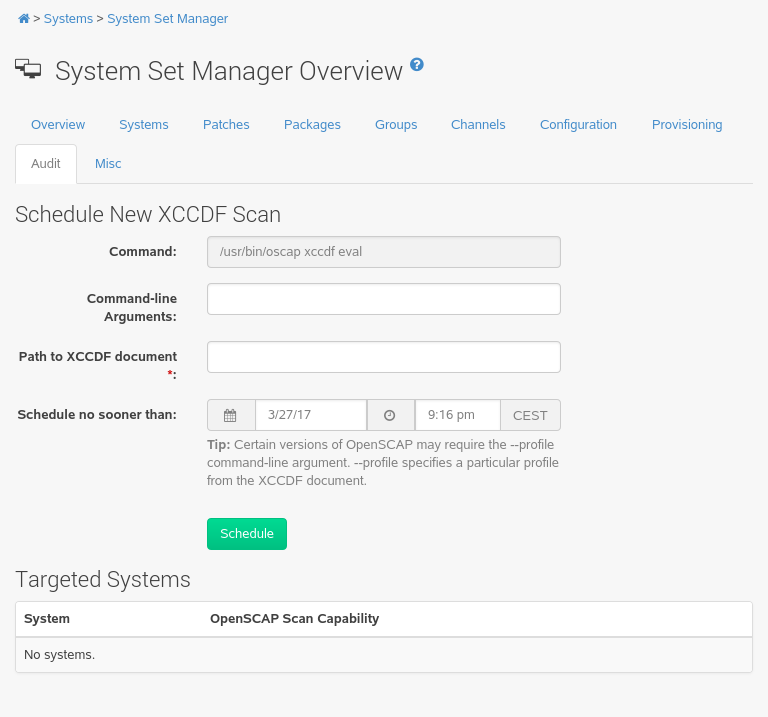 > Systems > System Set Manager
System Set Manager Overview ?
Overview Systems Patches Packages Groups Channels Configuration Provisioning
Audit Misc
Schedule New XCCDF Scan
Command: /usr/bin/oscap xccdf eval
Command-line
Arguments:
Path to XCCDF document
*:
Schedule no sooner than: 3/27/17 9:16 pm CEST
Tip: Certain versions of OpenSCAP may require the --profile
command-line argument. --profile specifies a particular profile
from the XCCDF document.
Schedule
Targeted Systems
System OpenSCAP Scan Capability
No systems.